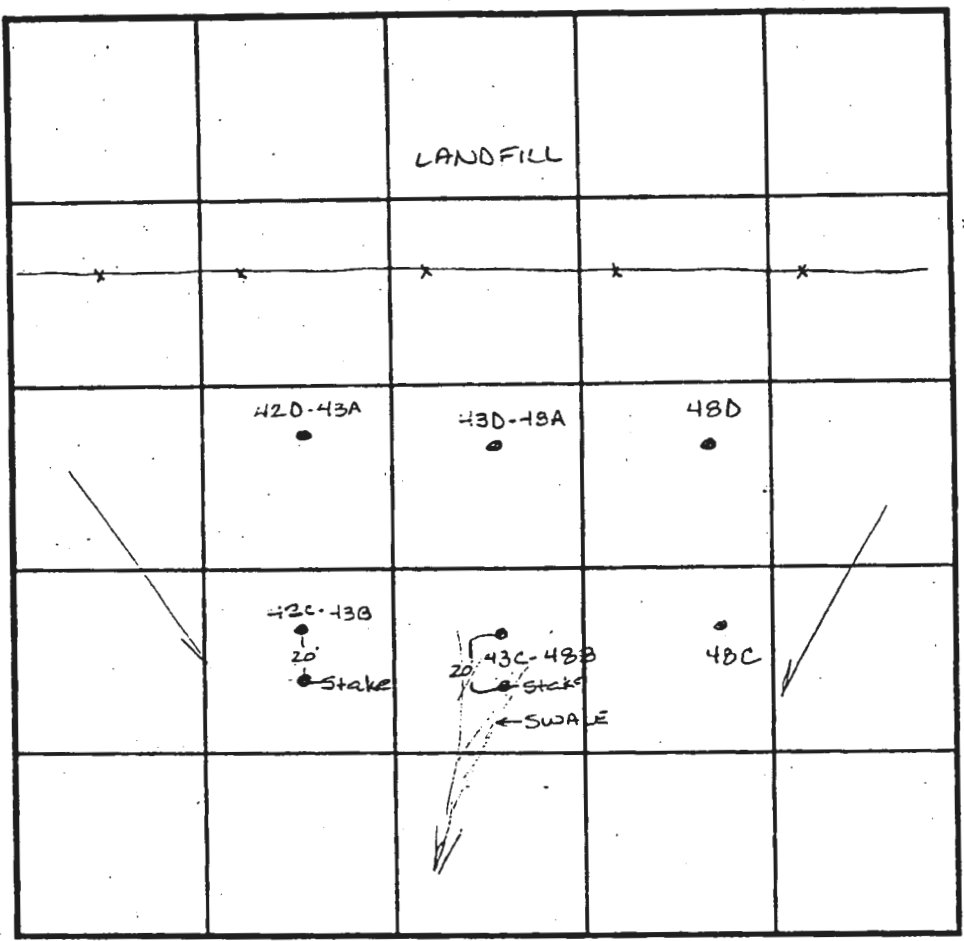 LANDFILL
42D-43A
43D-48A
48D
42C-43B
20'
Stake
43C-48B
20
Stake
48C
SWALE